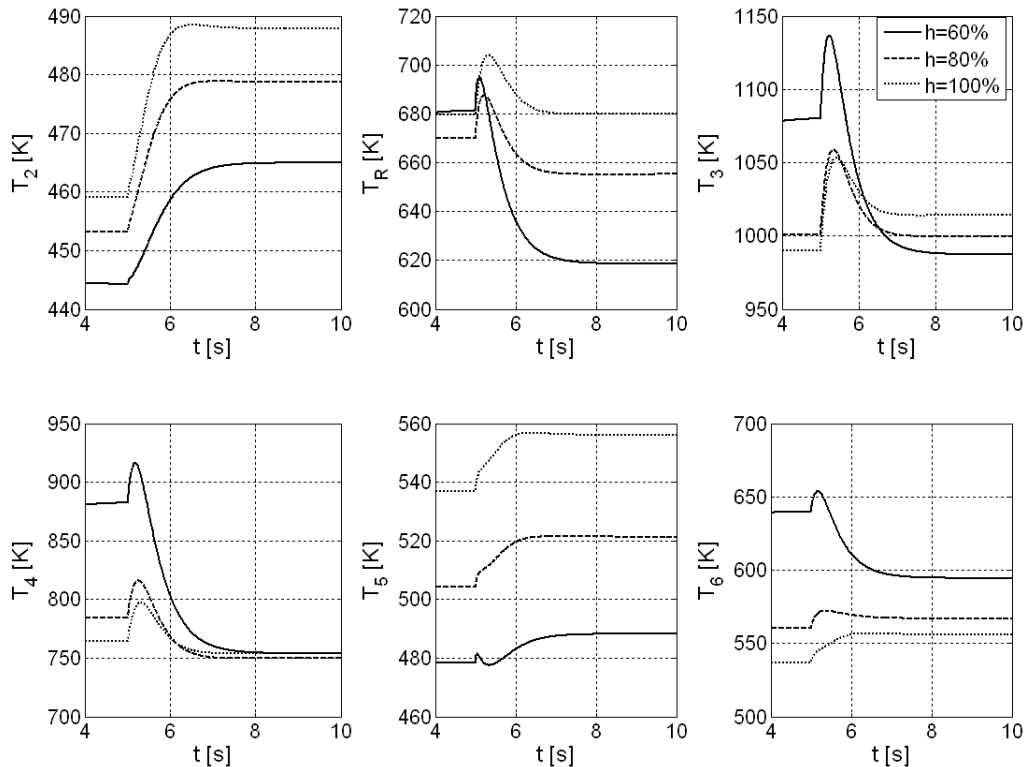 490
480
470
460
450
440
T2 [K]
4 6 8 10
t [s]
720
700
680
660
640
620
600
TR [K]
4 6 8 10
t [s]
1150
1100
1050
1000
950
T3 [K]
h=60%
h=80%
h=100%
4 6 8 10
t [s]
950
900
850
800
750
700
T4 [K]
4 6 8 10
t [s]
560
540
520
500
480
460
T5 [K]
4 6 8 10
t [s]
700
650
600
550
500
T6 [K]
4 6 8 10
t [s]